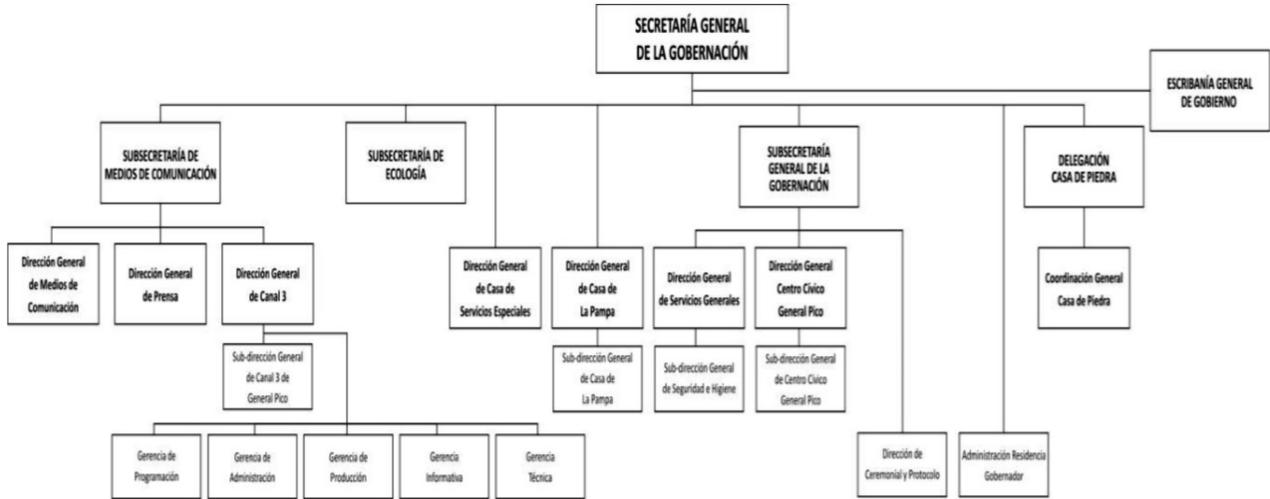 SECRETARÍA GENERAL
DE LA GOBERNACIÓN
ESCRIBANÍA GENERAL
DE GOBIERNO
SUBSECRETARÍA DE
MEDIOS DE COMUNICACIÓN
SUBSECRETARÍA DE
ECOLOGÍA
SUBSECRETARÍA
GENERAL DE LA
GOBERNACIÓN
DELEGACIÓN
CASA DE PIEDRA
Dirección General
de Medios de
Comunicación
Dirección General
de Prensa
Dirección General
de Canal 3
Dirección General
de Casa de
Servicios Especiales
Dirección General
de Casa de
La Pampa
Dirección General
de Servicios Generales
Dirección General
Centro Cívico
General Pico
Coordinación General
Casa de Piedra
Sub-dirección General
de Canal 3 de
General Pico
Sub-dirección General
de Casa de
La Pampa
Sub-dirección General
de Seguridad e Higiene
Sub-dirección General
de Centro Cívico
General Pico
Gerencia de
Programación
Gerencia de
Administración
Gerencia de
Producción
Gerencia
Informativa
Gerencia
Técnica
Dirección de
Ceremonial y Protocolo
Administración Residencia
Gobernador